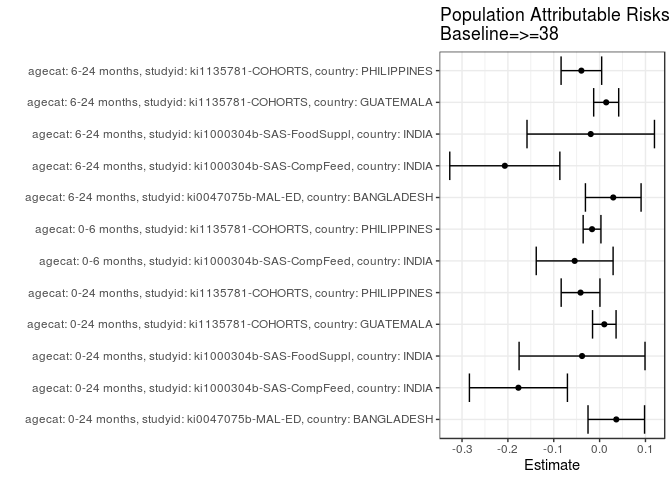 Population Attributable Risks
Baseline=>=38
agecat: 6-24 months, studyid: ki1135781-COHORTS, country: PHILIPPINES
agecat: 6-24 months, studyid: ki1135781-COHORTS, country: GUATEMALA
agecat: 6-24 months, studyid: ki1000304b-SAS-FoodSuppl, country: INDIA
agecat: 6-24 months, studyid: ki1000304b-SAS-CompFeed, country: INDIA
agecat: 6-24 months, studyid: ki0047075b-MAL-ED, country: BANGLADESH
agecat: 0-6 months, studyid: ki1135781-COHORTS, country: PHILIPPINES
agecat: 0-6 months, studyid: ki1000304b-SAS-CompFeed, country: INDIA
agecat: 0-24 months, studyid: ki1135781-COHORTS, country: PHILIPPINES
agecat: 0-24 months, studyid: ki1135781-COHORTS, country: GUATEMALA
agecat: 0-24 months, studyid: ki1000304b-SAS-FoodSuppl, country: INDIA
agecat: 0-24 months, studyid: ki1000304b-SAS-CompFeed, country: INDIA
agecat: 0-24 months, studyid: ki0047075b-MAL-ED, country: BANGLADESH
-0.3 -0.2 -0.1 0.0 0.1
Estimate